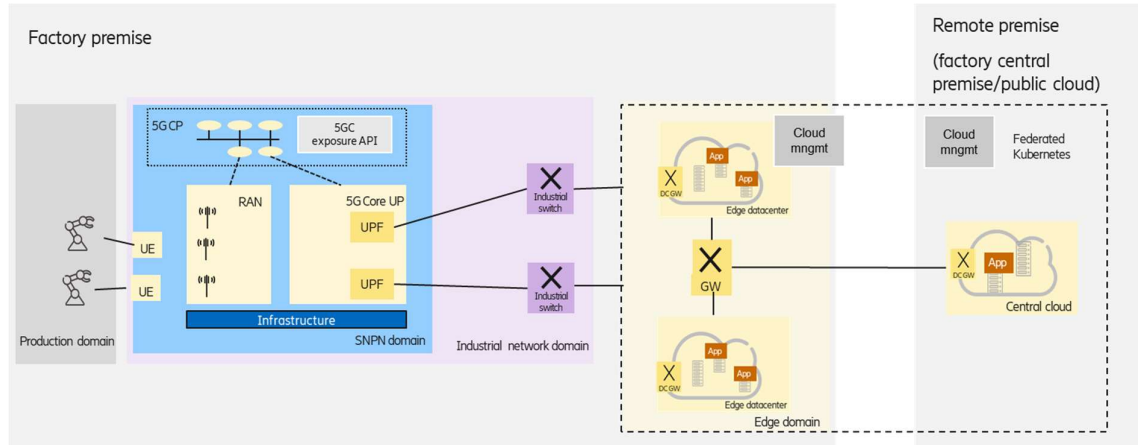 Factory premise
Remote premise
(factory central
premise/public cloud)
5G CP
5GC
exposure API
Cloud
mngmt
Cloud
mngmt
Federated
Kubernetes
App
App
DC GW
Edge datacenter
RAN
5G Core UP
UPF
Industrial
switch
UE
UE
UPF
Industrial
switch
GW
App
DC GW
Central cloud
Infrastructure
SNPN domain
Production domain
Industrial network domain
App
App
DC GW
Edge datacenter
Edge domain